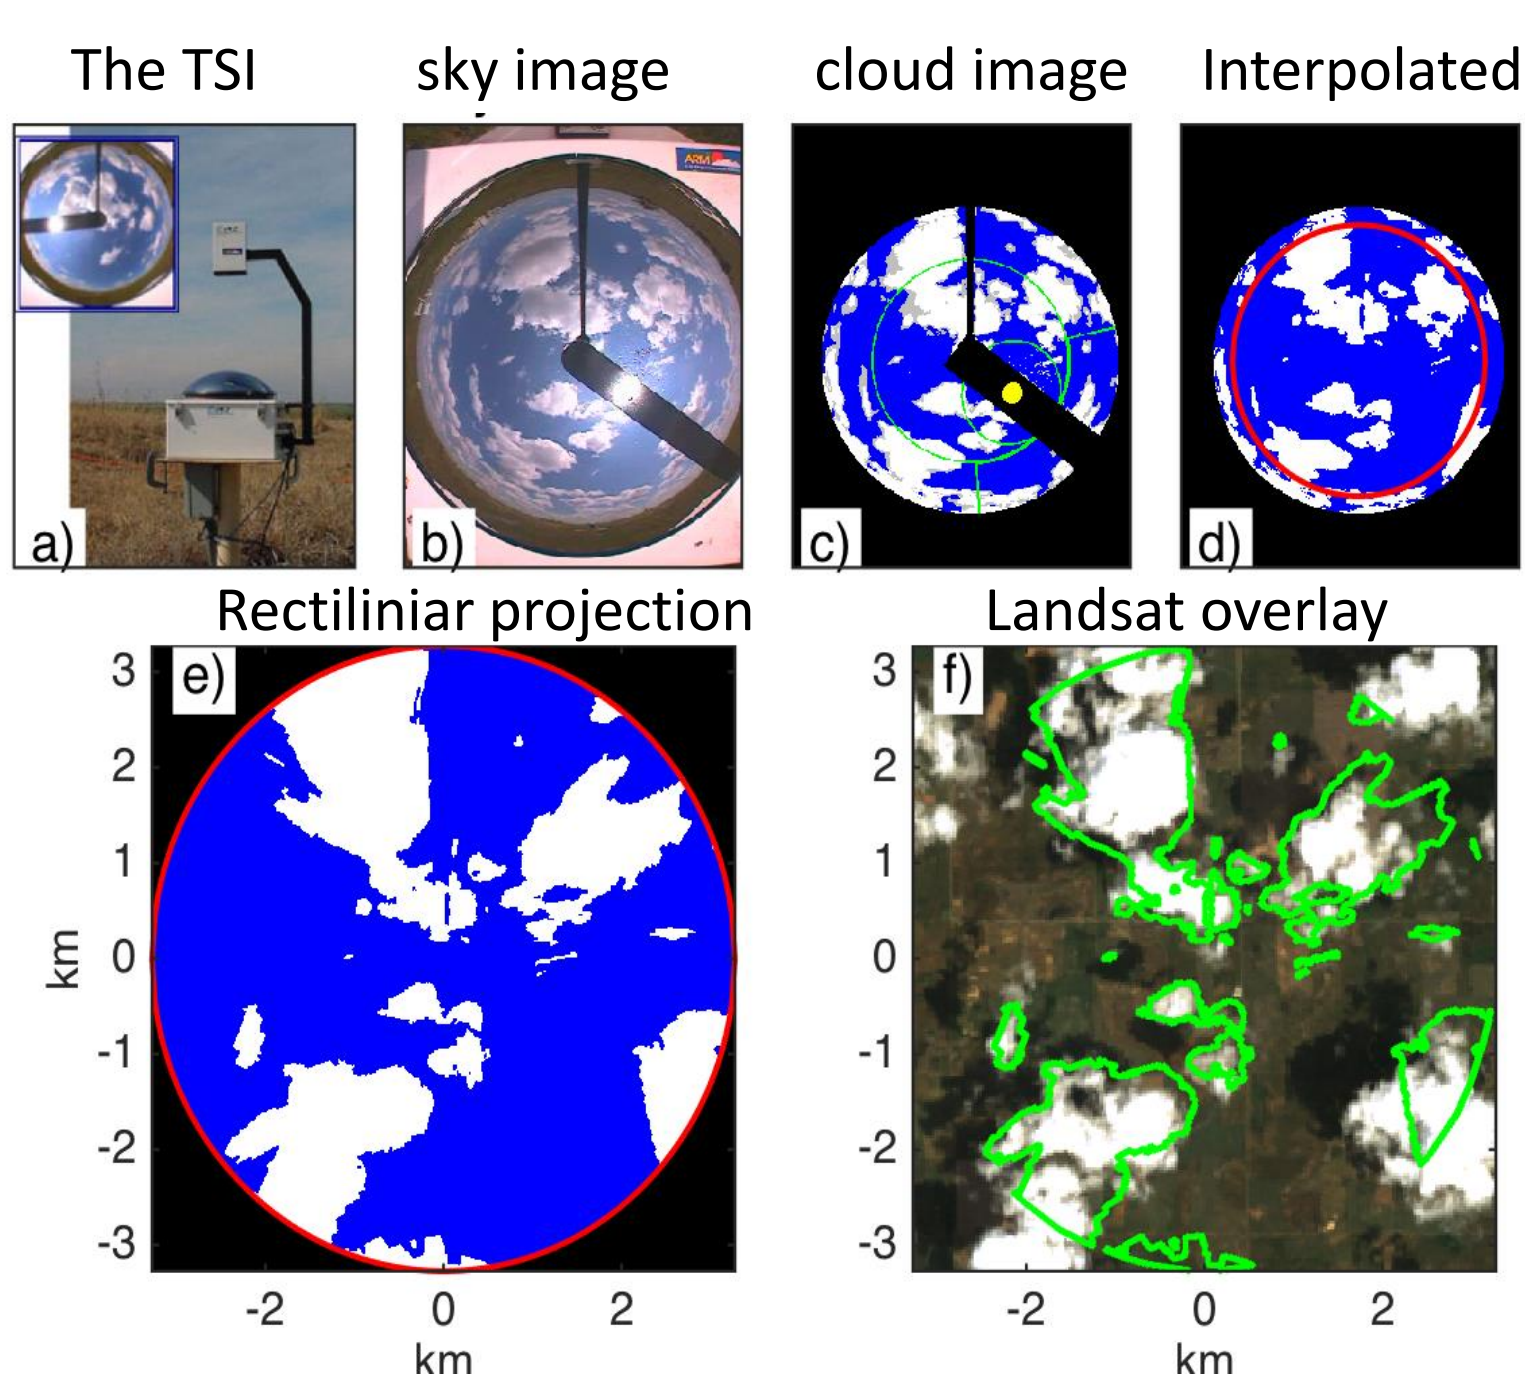 The TSI
sky image
cloud image
Interpolated
ARM
a)
b)
c)
d)
Rectiliniar projection
Landsat overlay
e)
f)
3
2
1
0
-1
-2
-3
km
-2
0
2
km
3
2
1
0
-1
-2
-3
-2
0
2
km